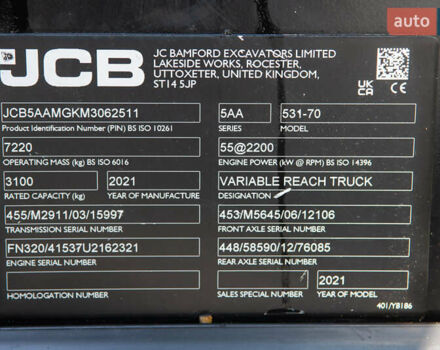 auto
JCB
JC BAMFORD EXCAVATORS LIMITED
LAKESIDE WORKS, ROCESTER,
UTTOXETER, UNITED KINGDOM,
ST14 5JP
UK
CA
JCB5AAMGKM3062511
Product Identification Number (PIN) BS ISO 10261
5AA
SERIES
531-70
MODEL
7220
OPERATING MASS (kg) BS ISO 6016
55@2200
ENGINE POWER (kW @ RPM) BS ISO 14396
3100
RATED CAPACITY (kg)
2021
YEAR OF MANUFACTURE
VARIABLE REACH TRUCK
DESIGNATION
455/M2911/03/15997
TRANSMISSION SERIAL NUMBER
453/M5645/06/12106
FRONT AXLE SERIAL NUMBER
FN320/41537U2162321
ENGINE SERIAL NUMBER
448/58590/12/76085
REAR AXLE SERIAL NUMBER
HOMOLOGATION NUMBER
SALES SPECIAL NUMBER
2021
YEAR OF MODEL
401/YB186